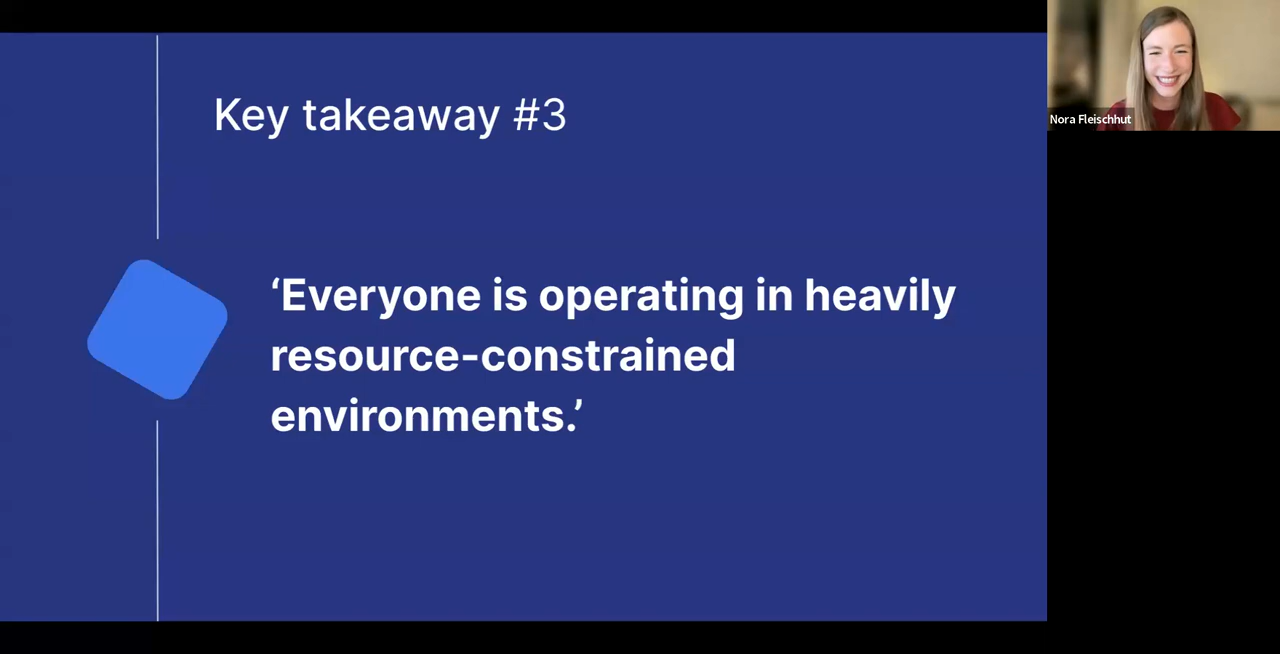 Key takeaway #3
‘Everyone is operating in heavily
resource-constrained
environments.’
Nora Fleischhut